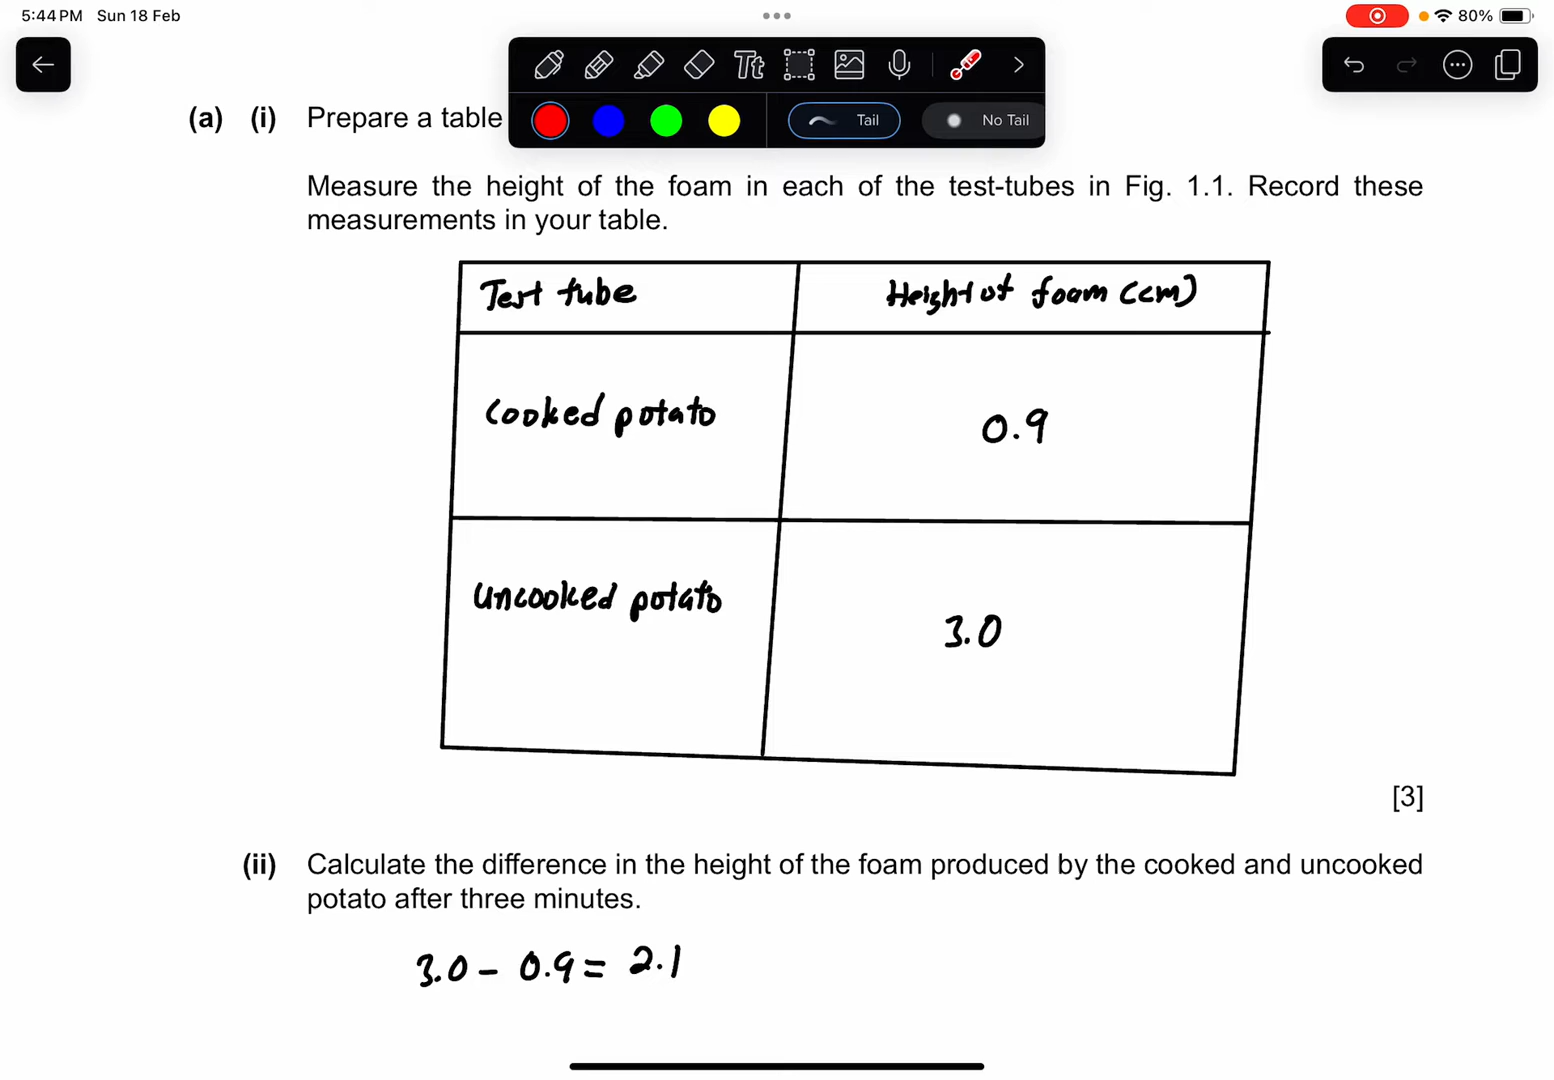 5:44 PM Sun 18 Feb
80%
Tt
Tail
No Tail
(a) (i) Prepare a table
Measure the height of the foam in each of the test-tubes in Fig. 1.1. Record these
measurements in your table.
Test tube
Height of foam (cm)
Cooked potato
0.9
Uncooked potato
3.0
[3]
(ii) Calculate the difference in the height of the foam produced by the cooked and uncooked
potato after three minutes.
3.0 - 0.9 = 2.1